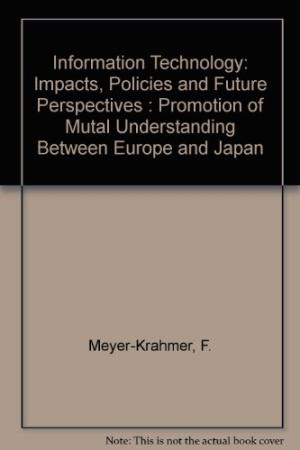 Information Technology:
Impacts, Policies and Future
Perspectives : Promotion of
Mutal Understanding
Between Europe and Japan
Meyer-Krahmer, F.
Note: This is not the actual book cover